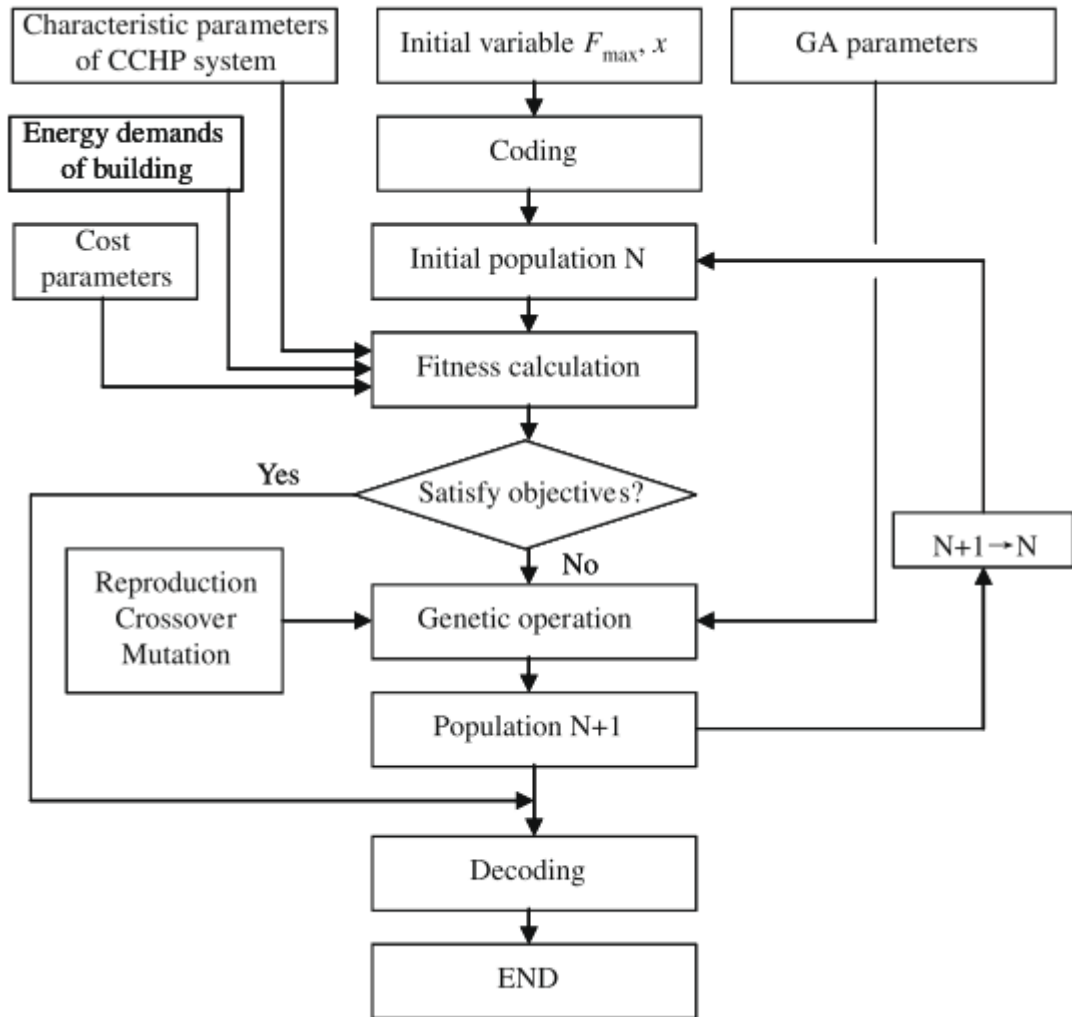 Characteristic parameters
of CCHP system
Initial variable Fmax, x
GA parameters
Energy demands
of building
Coding
Cost
parameters
Initial population N
Fitness calculation
Yes
Satisfy objectives?
No
N+1→N
Reproduction
Crossover
Mutation
Genetic operation
Population N+1
Decoding
END